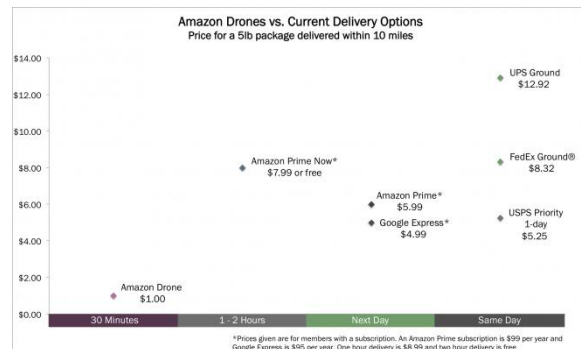 Amazon Drones vs. Current Delivery Options
Price for a 5lb package delivered within 10 miles
$14.00
$12.00
$10.00
$8.00
$6.00
$4.00
$2.00
$0.00
UPS Ground
$12.92
FedEx Ground®
$8.32
Amazon Prime Now*
$7.99 or free
Amazon Prime*
$5.99
Google Express*
$4.99
USPS Priority
1-day
$5.25
Amazon Drone
$1.00
30 Minutes
1 - 2 Hours
Next Day
Same Day
*Prices given are for members with a subscription. An Amazon Prime subscription is $99 per year and
Google Express is $95 per year. One hour delivery is $8.99 and two hour delivery is free